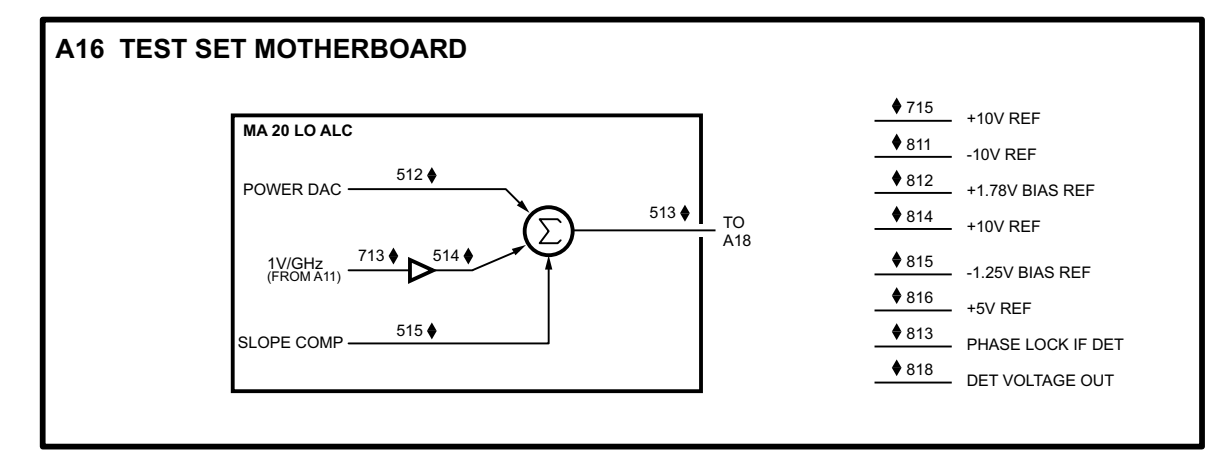 A16 TEST SET MOTHERBOARD
MA 20 LO ALC
POWER DAC
512
1V/GHz
(FROM A11)
713
514
SLOPE COMP
515
Σ
513
TO
A18
715
+10V REF
811
-10V REF
812
+1.78V BIAS REF
814
+10V REF
815
-1.25V BIAS REF
816
+5V REF
813
PHASE LOCK IF DET
818
DET VOLTAGE OUT